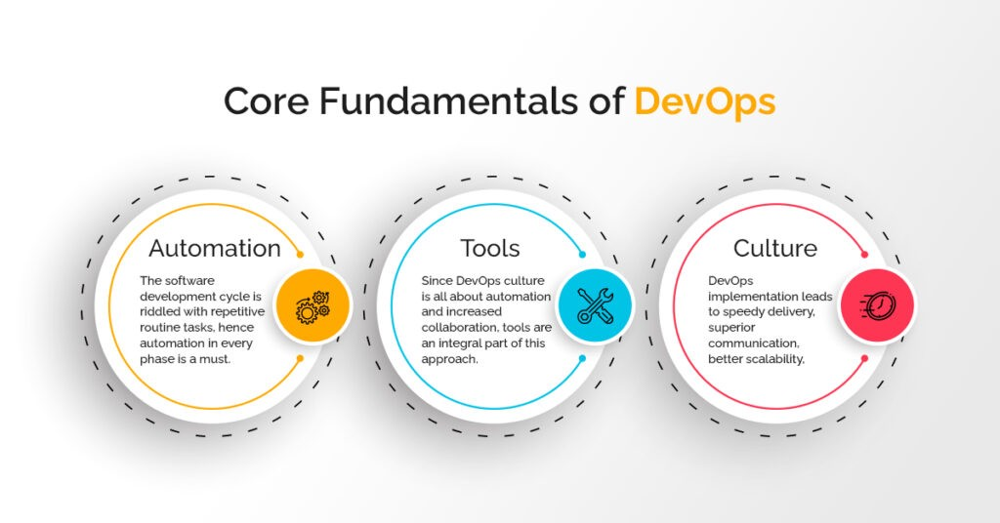 Core Fundamentals of DevOps
Automation
The software
development cycle is
riddled with repetitive
routine tasks, hence
automation in every
phase is a must.
Tools
Since DevOps culture
is all about automation
and increased
collaboration, tools are
an integral part of this
approach.
Culture
DevOps
implementation leads
to speedy delivery,
superior
communication,
better scalability,